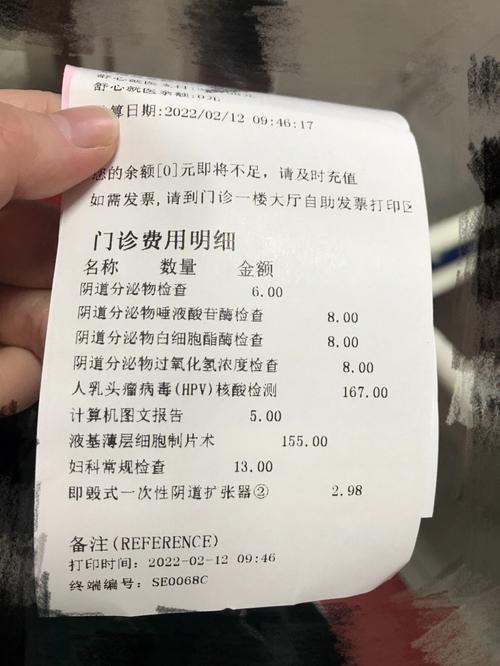 舒心就医余额:0元
算日期:2022/02/12 09:46:17
的余额[0]元即将不足, 请及时充值
如需发票,请到门诊一楼大厅自助发票打印区
门诊费用明细
名称 数量 金额
阴道分泌物检查 6.00
阴道分泌物唾液酸苷酶检查 8.00
阴道分泌物白细胞酯酶检查 8.00
阴道分泌物过氧化氢浓度检查 8.00
人乳头瘤病毒(HPV)核酸检测 167.00
计算机图文报告 5.00
液基薄层细胞制片术 155.00
妇科常规检查 13.00
即毁式一次性阴道扩张器② 2.98
备注(REFERENCE)
打印时间: 2022-02-12 09:46
终端编号: SE0068C